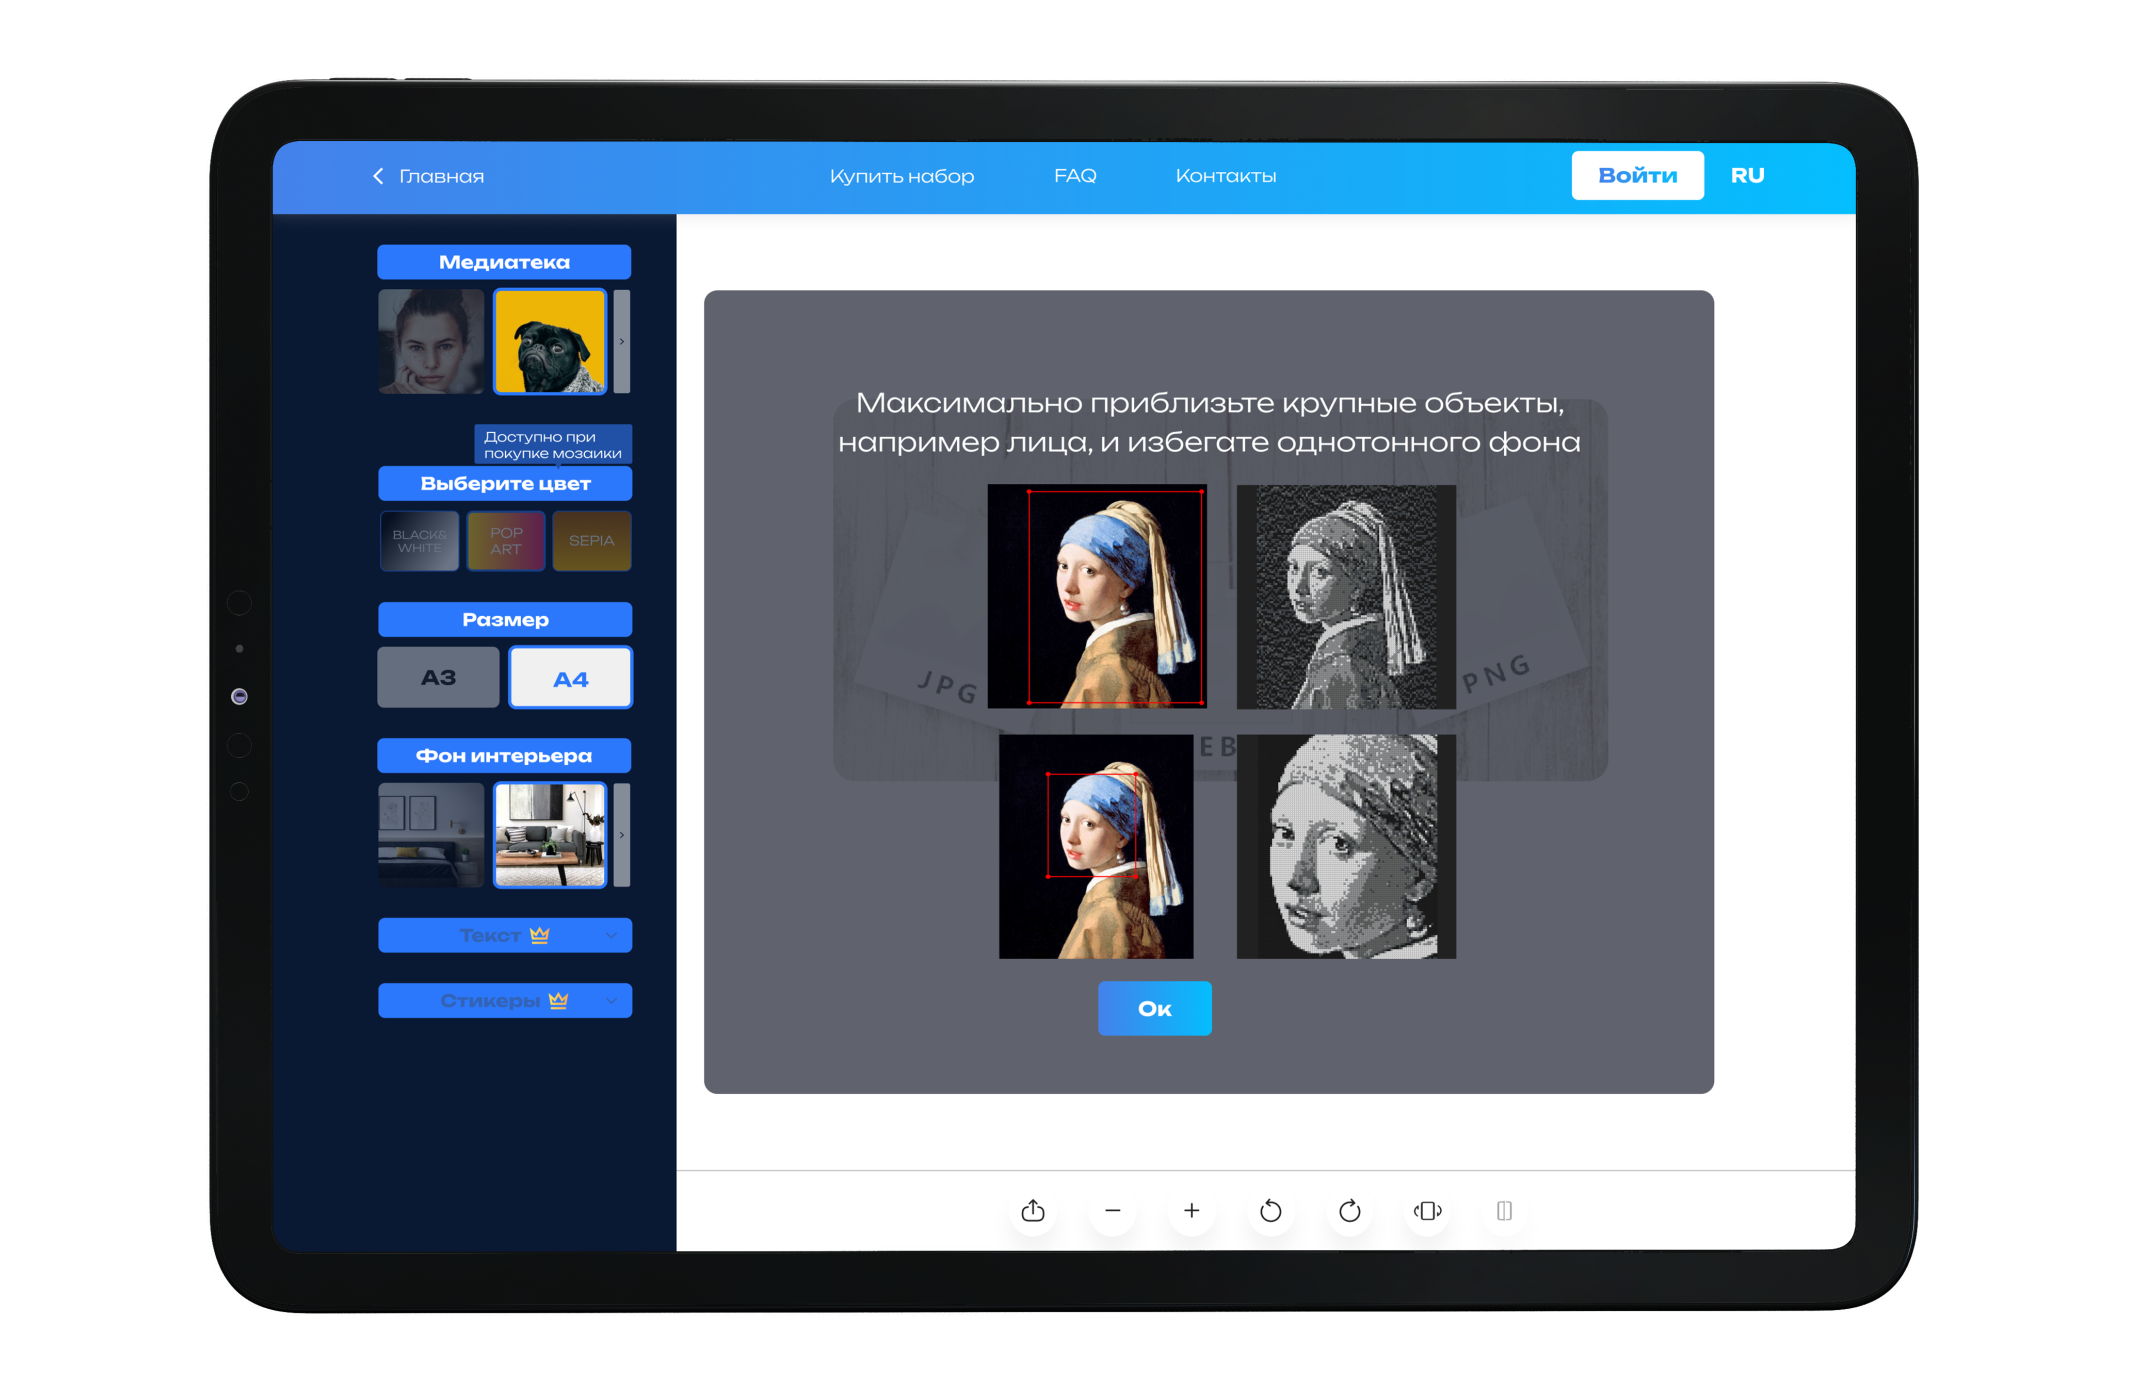 Главная
Купить набор
FAQ
Контакты
Войти
RU
Медиатека
Доступно при
покупке мозаики
Выберите цвет
BLACK&
WHITE
POP
ART
SEPIA
Размер
A3
A4
Фон интерьера
Текст
Стикеры
Максимально приблизьте крупные объекты,
например лица, и избегате однотонного фона
JPG
PNG
EB
Ок